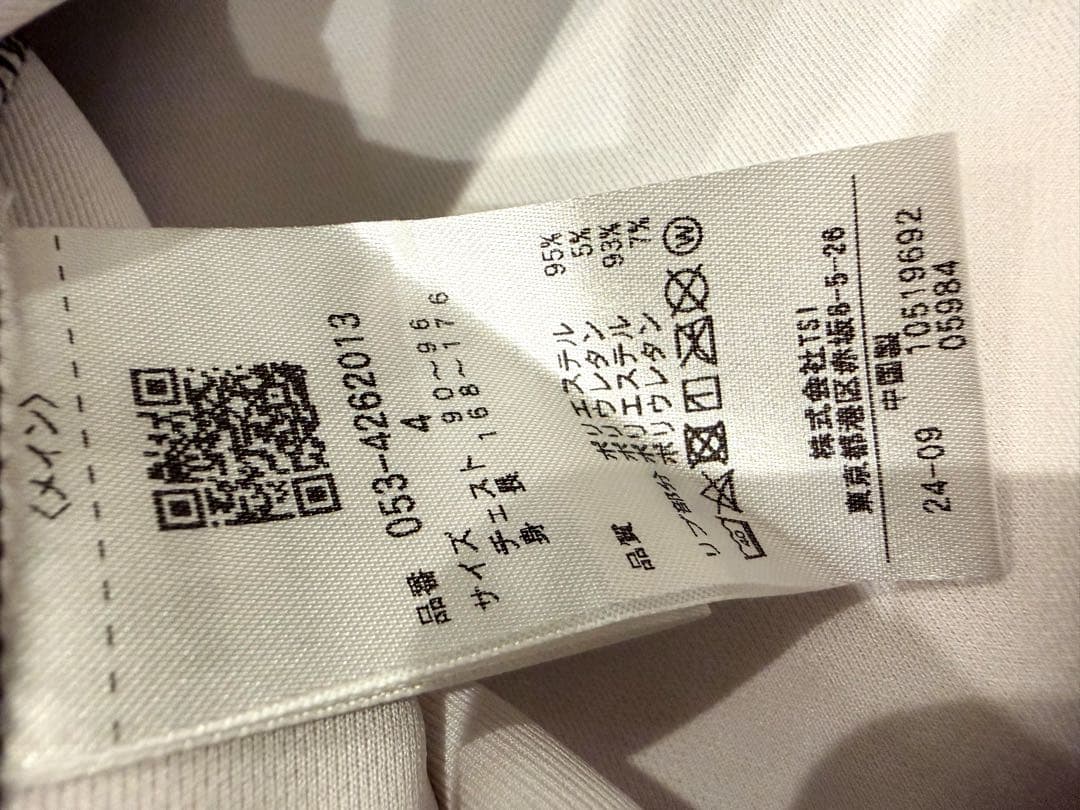 〈メイン〉
品番 053-4262013
サイズ 4
チェスト 90～96
身長 168～176
品質 ポリエステル 95%
ポリウレタン 5%
リブ部分 ポリエステル 93%
ポリウレタン 7%
40
W
株式会社TSI
東京都港区赤坂8-5-26
中国製
24-09 10519692
05984